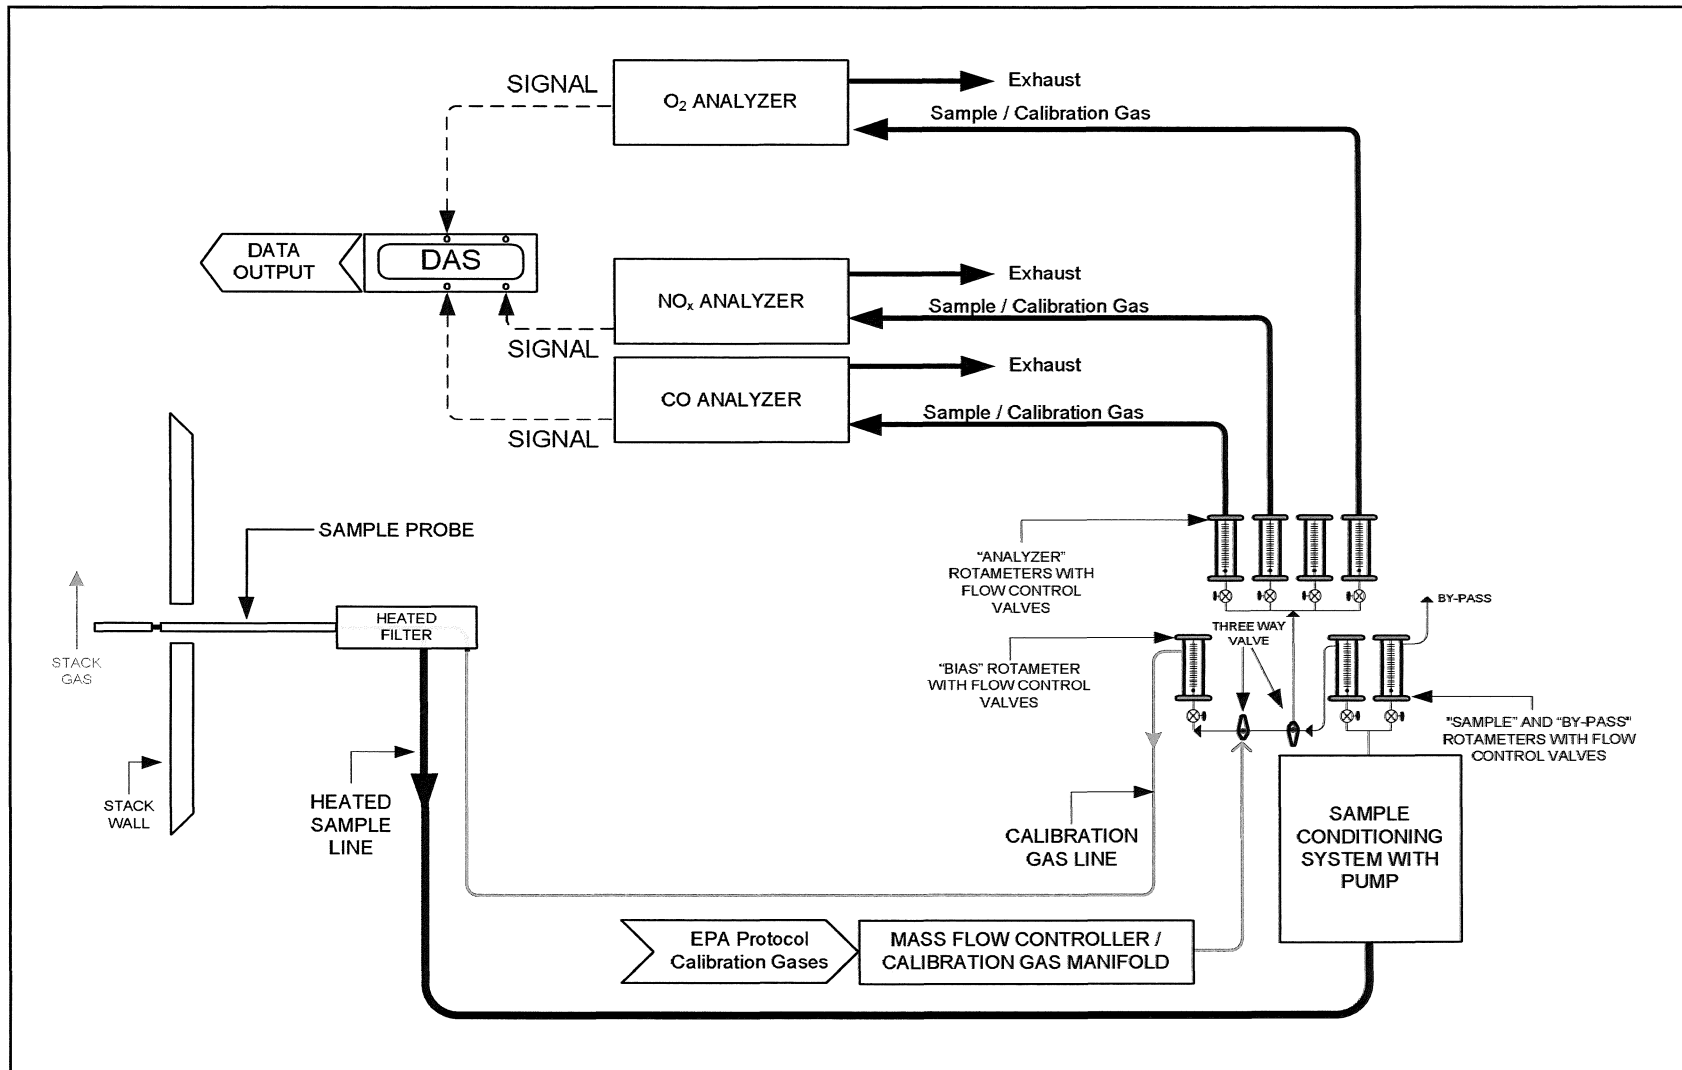 SIGNAL
O₂ ANALYZER
Exhaust
Sample / Calibration Gas
DATA
OUTPUT
DAS
NOₓ ANALYZER
Exhaust
Sample / Calibration Gas
SIGNAL
CO ANALYZER
Exhaust
Sample / Calibration Gas
SIGNAL
SAMPLE PROBE
HEATED
FILTER
STACK
GAS
STACK
WALL
HEATED
SAMPLE
LINE
"ANALYZER"
ROTAMETERS WITH
FLOW CONTROL
VALVES
THREE WAY
VALVE
BY-PASS
"BIAS" ROTAMETER
WITH FLOW CONTROL
VALVES
"'SAMPLE" AND "BY-PASS"
ROTAMETERS WITH FLOW
CONTROL VALVES
CALIBRATION
GAS LINE
SAMPLE
CONDITIONING
SYSTEM WITH
PUMP
EPA Protocol
Calibration Gases
MASS FLOW CONTROLLER /
CALIBRATION GAS MANIFOLD